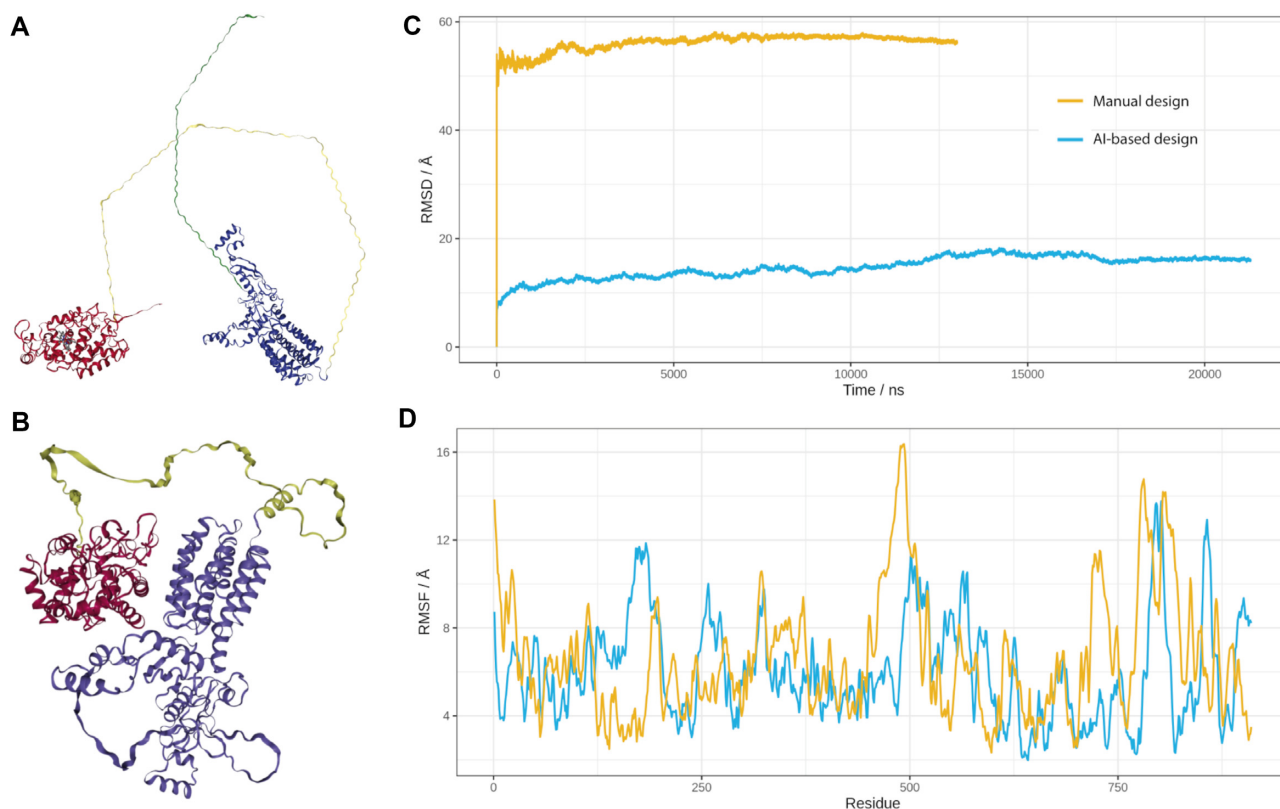 A
B
C
60
40
20
0
RMSD / Å
0
5000
10000
15000
20000
Time / ns
Manual design
AI-based design
D
16
12
8
4
RMSF / Å
0
250
500
750
Residue